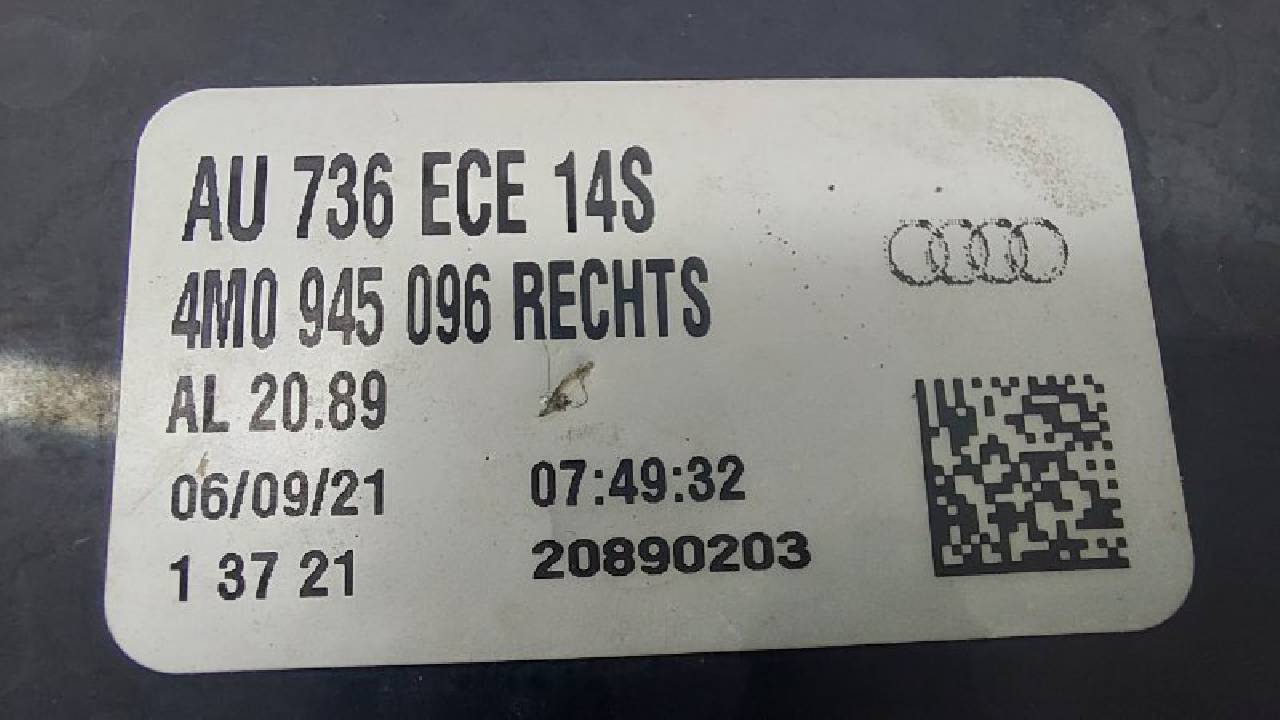 AU 736 ECE 14S
4M0 945 096 RECHTS
AL 20.89
06/09/21 07:49:32
1 37 21 20890203